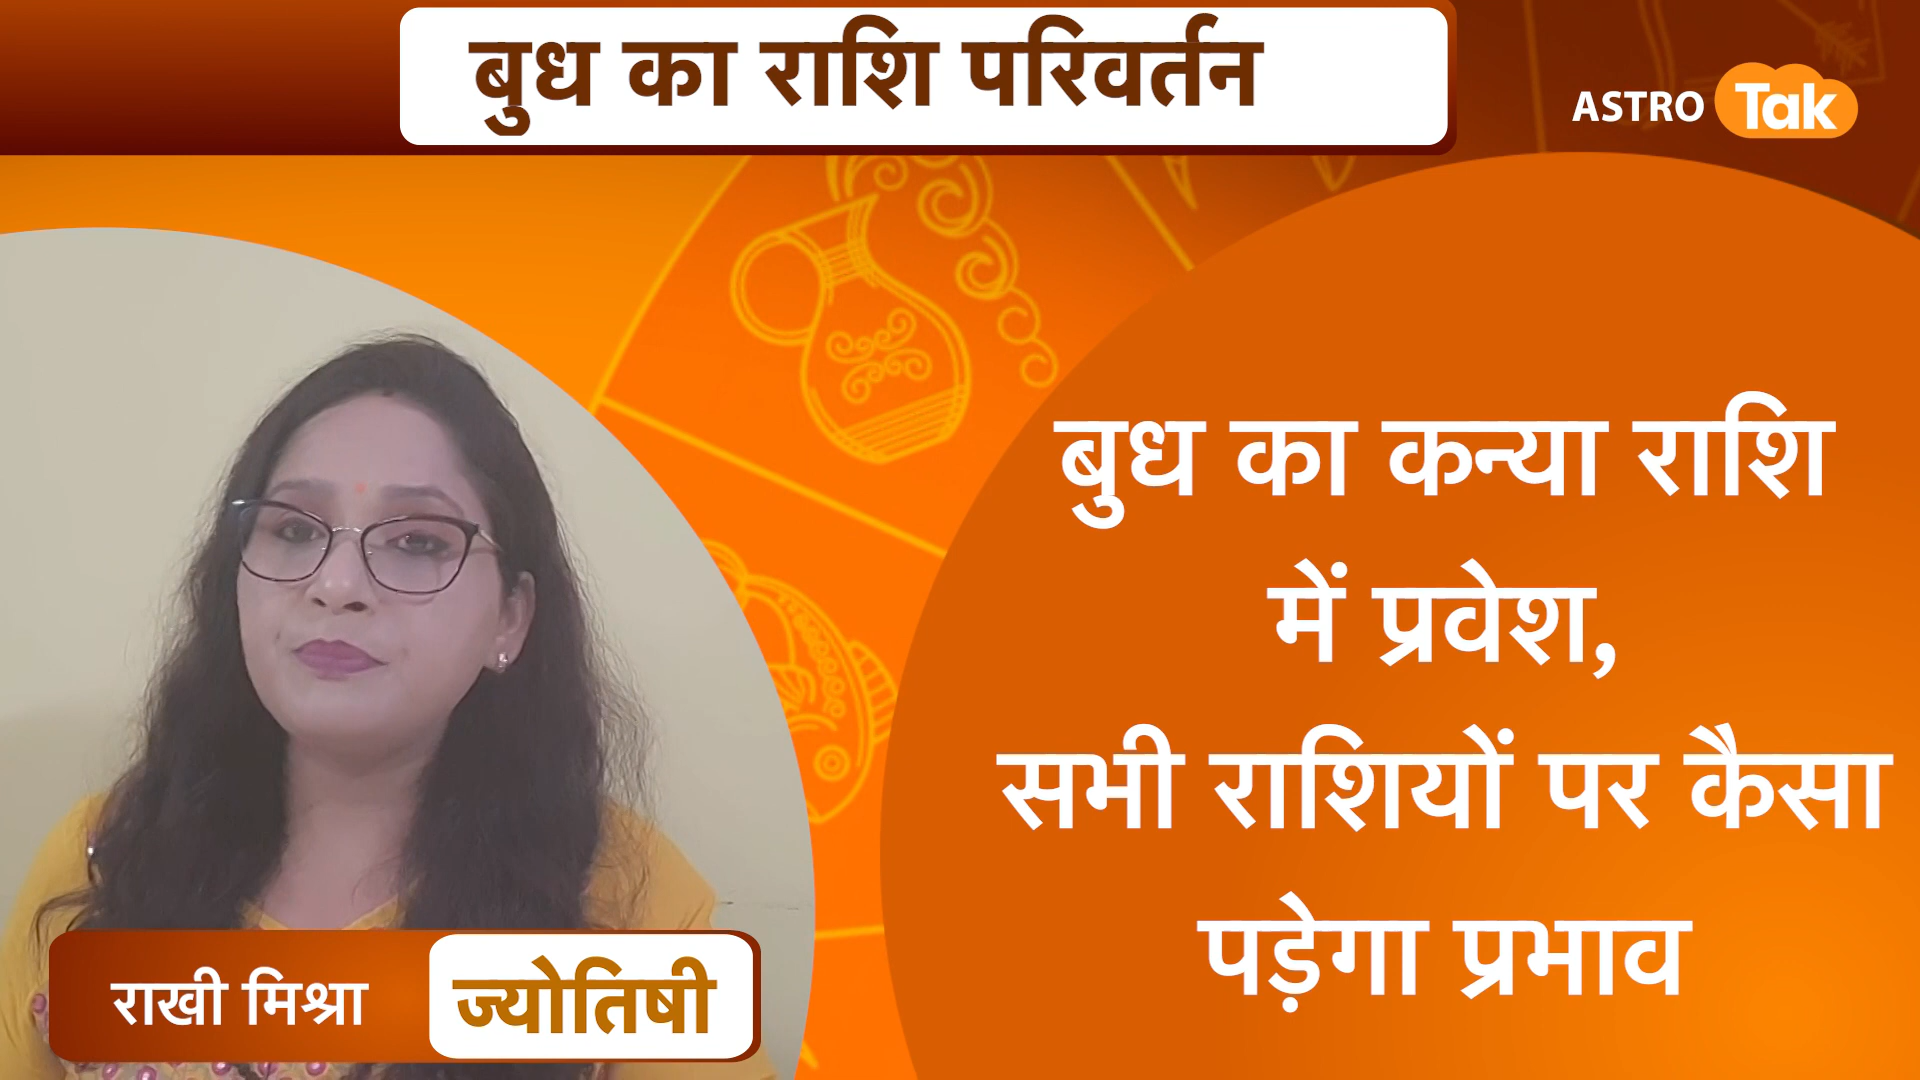 बुध का राशि परिवर्तन
ASTRO Tak
बुध का कन्या राशि
में प्रवेश,
सभी राशियों पर कैसा
पड़ेगा प्रभाव
राखी मिश्रा ज्योतिषी